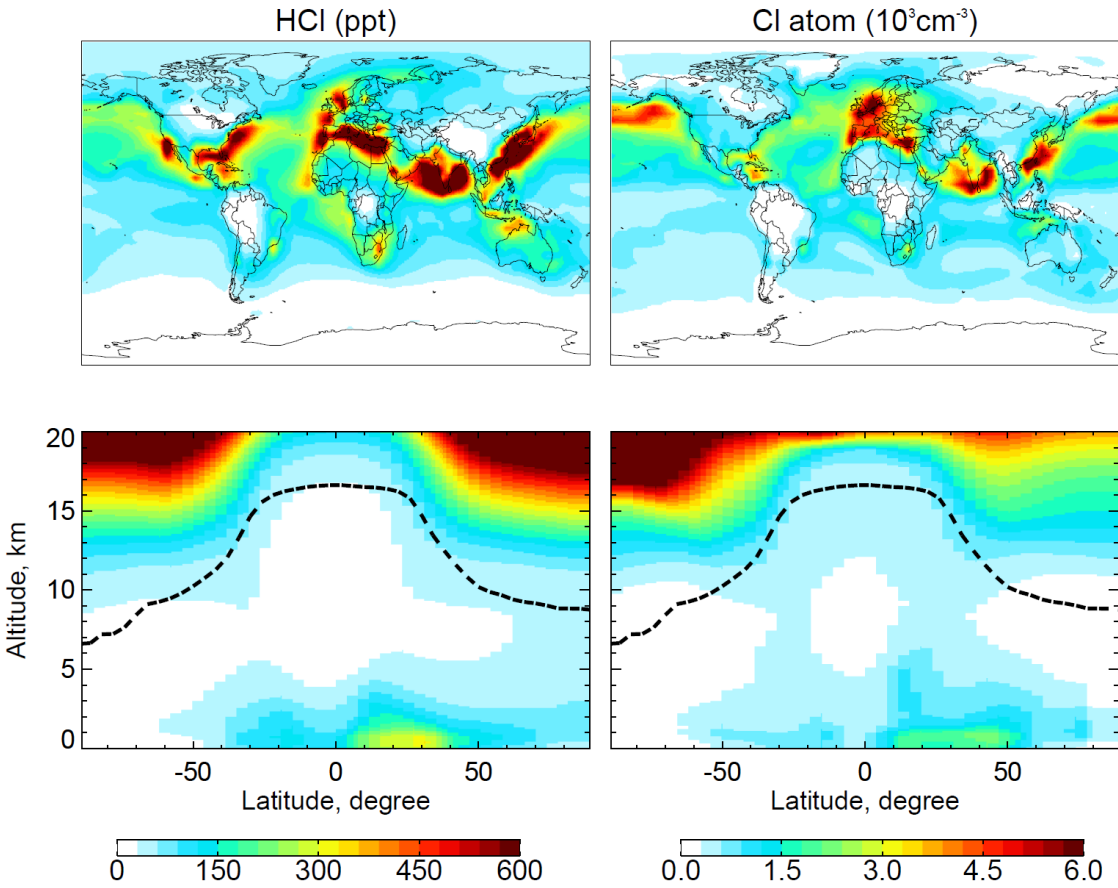 HCl (ppt)
Cl atom (10³cm⁻³)
20
15
10
5
0
Altitude, km
-50 0 50
-50 0 50
Latitude, degree
Latitude, degree
0 150 300 450 600
0.0 1.5 3.0 4.5 6.0